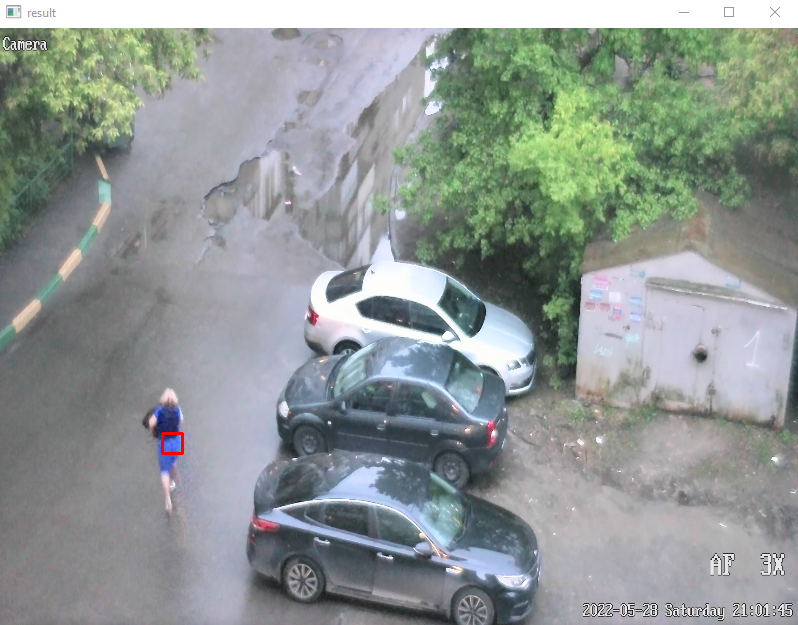 result
Camera
1
AF 3X
2022-05-28 Saturday 21:01:45